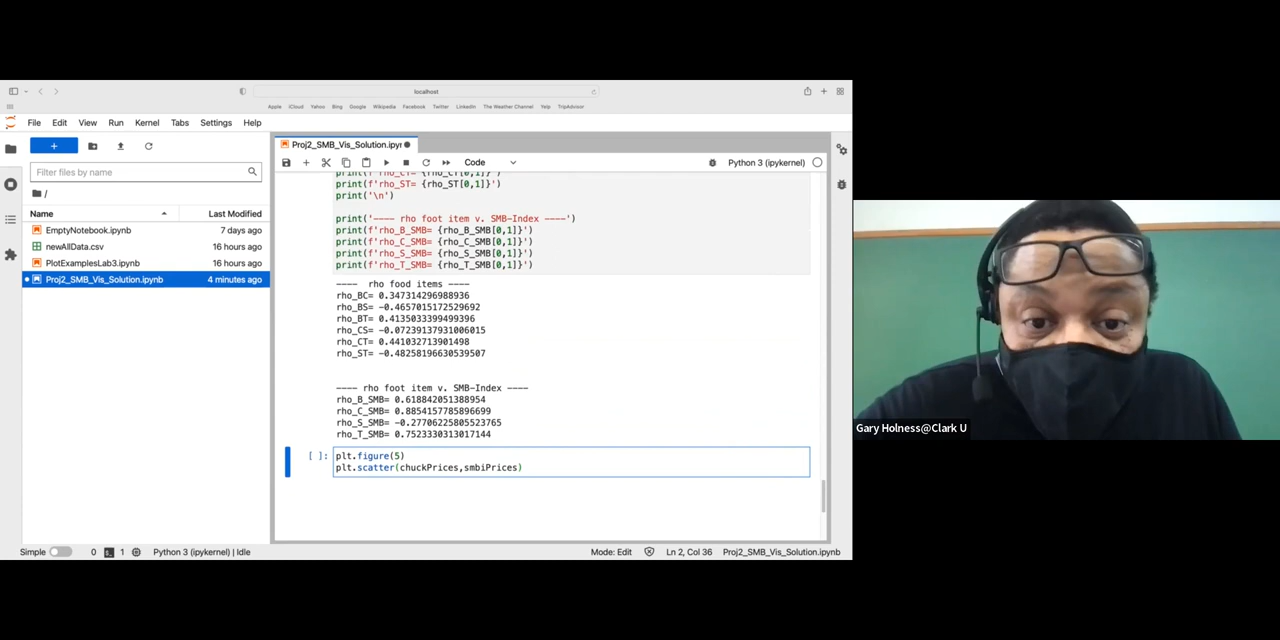 localhost
Apple iCloud Yahoo Bing Google Wikipedia Facebook Twitter LinkedIn The Weather Channel Yelp TripAdvisor
File Edit View Run Kernel Tabs Settings Help
Proj2_SMB_Vis_Solution.ipynb
Code
Python 3 (ipykernel)
Filter files by name
/
Name Last Modified
EmptyNotebook.ipynb 7 days ago
newAllData.csv 16 hours ago
PlotExamplesLab3.ipynb 16 hours ago
Proj2_SMB_Vis_Solution.ipynb 4 minutes ago
print(f'rho_CT= {rho_CT[0,1]}')
print(f'rho_ST= {rho_ST[0,1]}')
print('\n')
print('---- rho foot item v. SMB-Index ----')
print(f'rho_B_SMB= {rho_B_SMB[0,1]}')
print(f'rho_C_SMB= {rho_C_SMB[0,1]}')
print(f'rho_S_SMB= {rho_S_SMB[0,1]}')
print(f'rho_T_SMB= {rho_T_SMB[0,1]}')
---- rho food items ----
rho_BC= 0.347314296988936
rho_BS= -0.4657015172529692
rho_BT= 0.4135033399499396
rho_CS= -0.07239137931006015
rho_CT= 0.441032713901498
rho_ST= -0.48258196630539507
---- rho foot item v. SMB-Index ----
rho_B_SMB= 0.618842051388954
rho_C_SMB= 0.8854157785896699
rho_S_SMB= -0.27706225805523765
rho_T_SMB= 0.7523330313017144
[ ]: plt.figure(5)
plt.scatter(chuckPrices,smbiPrices)
Simple 0 1 Python 3 (ipykernel) | Idle Mode: Edit Ln 2, Col 36 Proj2_SMB_Vis_Solution.ipynb
Gary Holness@Clark U